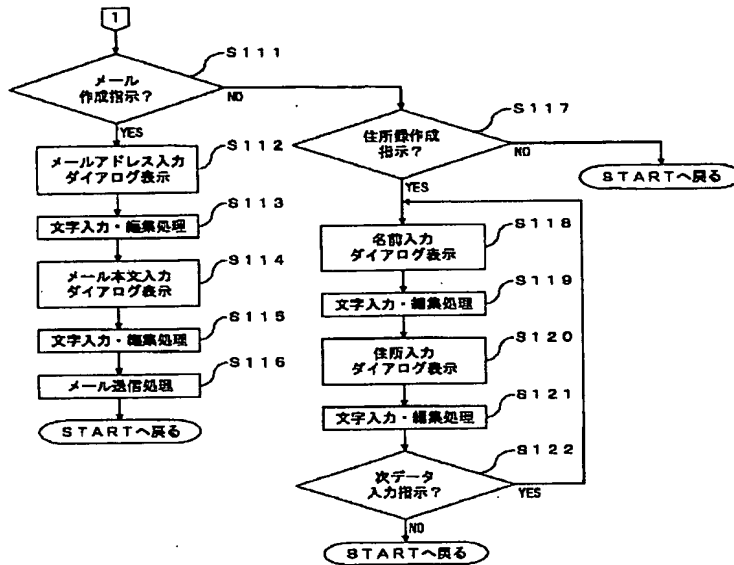 1
S111
メール
作成指示?
NO
YES
S112
メールアドレス入力
ダイアログ表示
S113
文字入力・編集処理
S114
メール本文入力
ダイアログ表示
S115
文字入力・編集処理
S116
メール送信処理
STARTへ戻る
S117
住所録作成
指示?
NO
STARTへ戻る
YES
S118
名前入力
ダイアログ表示
S119
文字入力・編集処理
S120
住所入力
ダイアログ表示
S121
文字入力・編集処理
S122
次データ
入力指示?
YES
NO
STARTへ戻る